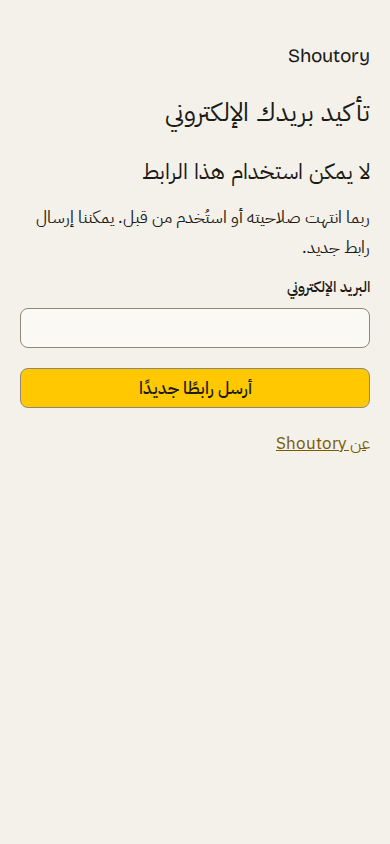 Shoutory
تأكيد بريدك الإلكتروني
لا يمكن استخدام هذا الرابط
ربما انتهت صلاحيته أو استُخدم من قبل. يمكننا إرسال
رابط جديد.
البريد الإلكتروني
أرسل رابطًا جديدًا
عن Shoutory